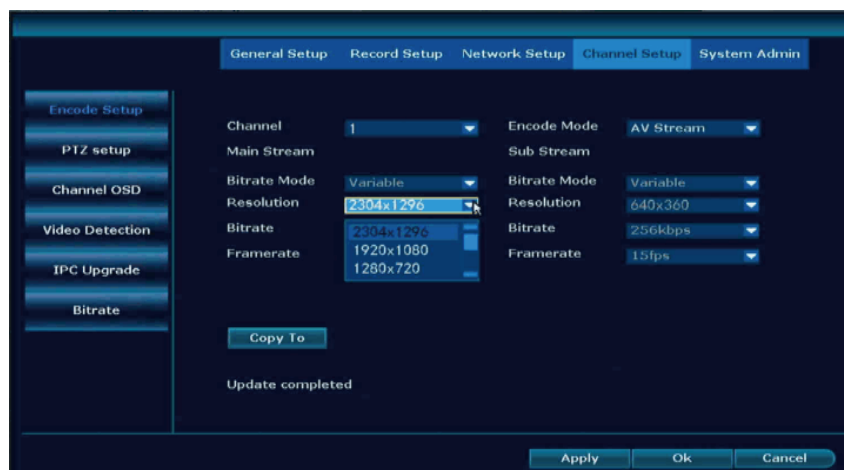 General Setup Record Setup Network Setup Channel Setup System Admin
Encode Setup
PTZ setup
Channel OSD
Video Detection
IPC Upgrade
Bitrate
Channel 1 Encode Mode AV Stream
Main Stream Sub Stream
Bitrate Mode Variable Bitrate Mode Variable
Resolution 2304x1296 Resolution 640x360
Bitrate 2304x1296 Bitrate 256kbps
1920x1080
Framerate Framerate 15fps
1280x720
Copy To
Update completed
Apply Ok Cancel